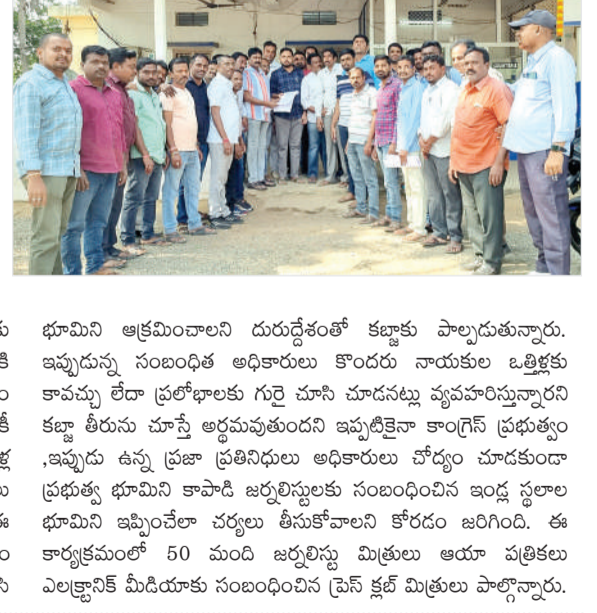 భూమిని ఆక్రమించాలని దురుద్దేశంతో కబ్జాకు పాల్పడుతున్నారు.
ఇప్పుడున్న సంబంధిత అధికారులు కొందరు నాయకుల ఒత్తిళ్లకు
కావచ్చు లేదా ప్రలోభాలకు గురై చూసి చూడనట్లు వ్యవహరిస్తున్నారని
కబ్జా తీరును చూస్తే అర్థమవుతుందని ఇప్పటికైనా కాంగ్రెస్ ప్రభుత్వం
,ఇప్పుడు ఉన్న ప్రజా ప్రతినిధులు అధికారులు చోద్యం చూడకుండా
ప్రభుత్వ భూమిని కాపాడి జర్నలిస్టులకు సంబంధించిన ఇండ్ల స్థలాల
భూమిని ఇప్పించేలా చర్యలు తీసుకోవాలని కోరడం జరిగింది. ఈ
కార్యక్రమంలో 50 మంది జర్నలిస్టు మిత్రులు ఆయా పత్రికలు
ఎలక్ట్రానిక్ మీడియాకు సంబంధించిన ప్రెస్ క్లబ్ మిత్రులు పాల్గొన్నారు.